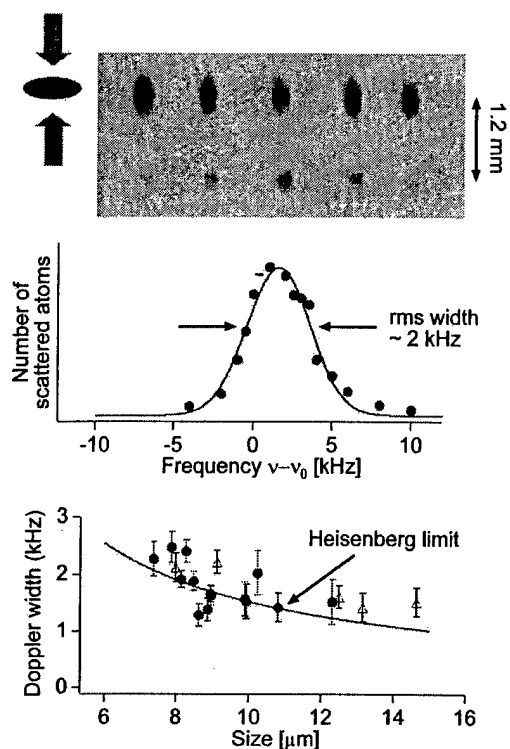 1.2 mm
Number of
scattered atoms
rms width
~ 2 kHz
-10
-5
0
5
10
Frequency ν–ν₀ [kHz]
Doppler width (kHz)
3
2
1
0
Heisenberg limit
6
8
10
12
14
16
Size [μm]